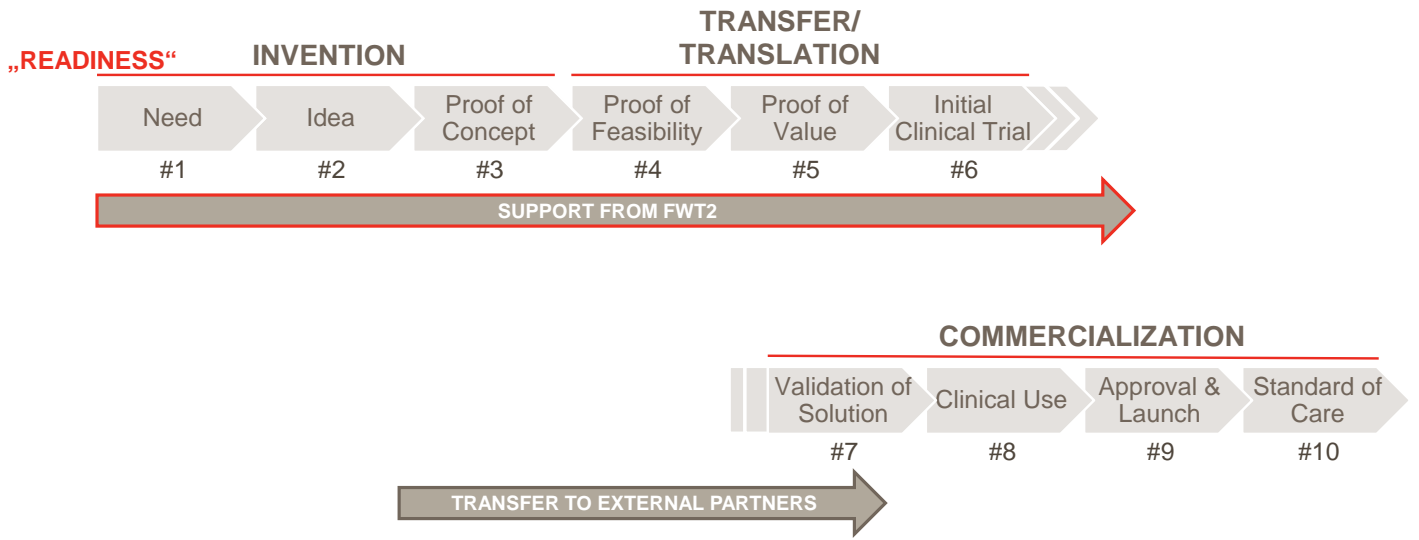 TRANSFER/
TRANSLATION
„READINESS“
INVENTION
Need
Idea
Proof of
Concept
Proof of
Feasibility
Proof of
Value
Initial
Clinical Trial
#1
#2
#3
#4
#5
#6
SUPPORT FROM FWT2
COMMERCIALIZATION
Validation of
Solution
Clinical Use
Approval &
Launch
Standard of
Care
#7
#8
#9
#10
TRANSFER TO EXTERNAL PARTNERS